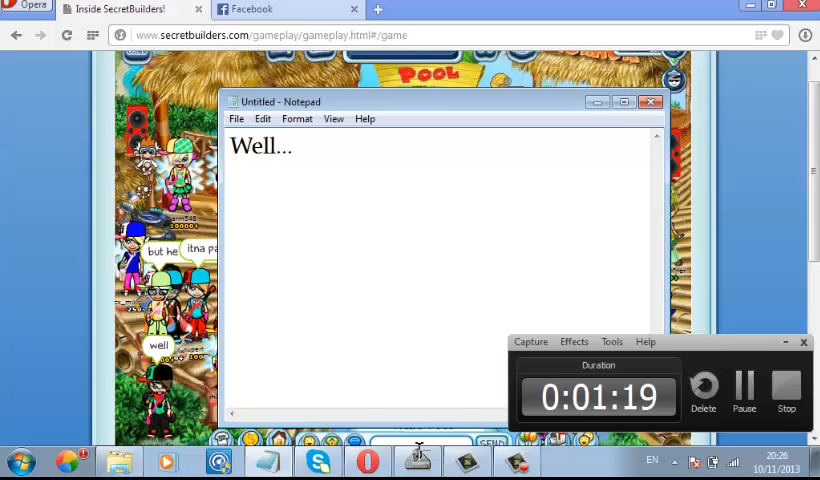 Opera
Inside SecretBuilders!
Facebook
www.secretbuilders.com/gameplay/gameplay.html#/game
POOL
Untitled - Notepad
File Edit Format View Help
Well...
but he
itna pa
well
Capture Effects Tools Help
Duration
0:01:19
Delete Pause Stop
SEND
EN
20:26
10/11/2013